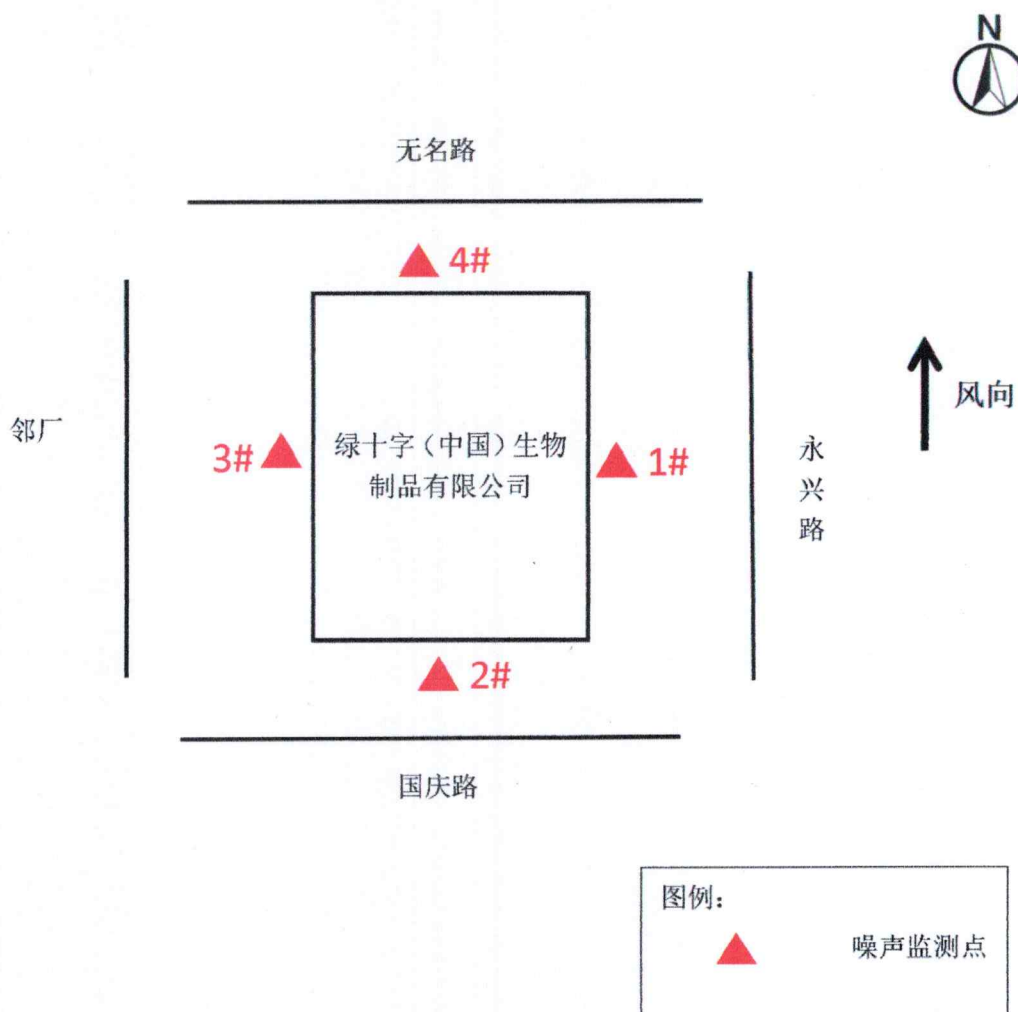 N
无名路
4#
邻厂
3#
绿十字（中国）生物
制品有限公司
1#
永兴路
风向
2#
国庆路
图例：
噪声监测点